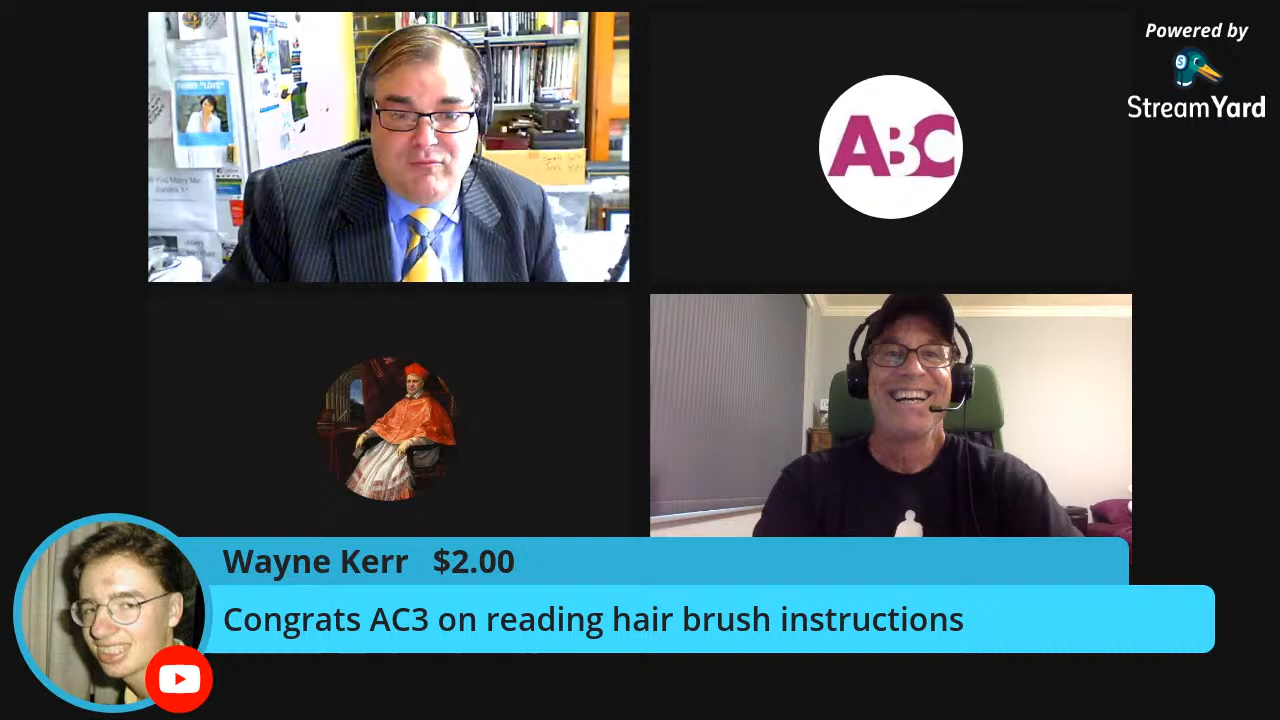 Powered by
StreamYard
ABC
Wayne Kerr $2.00
Congrats AC3 on reading hair brush instructions